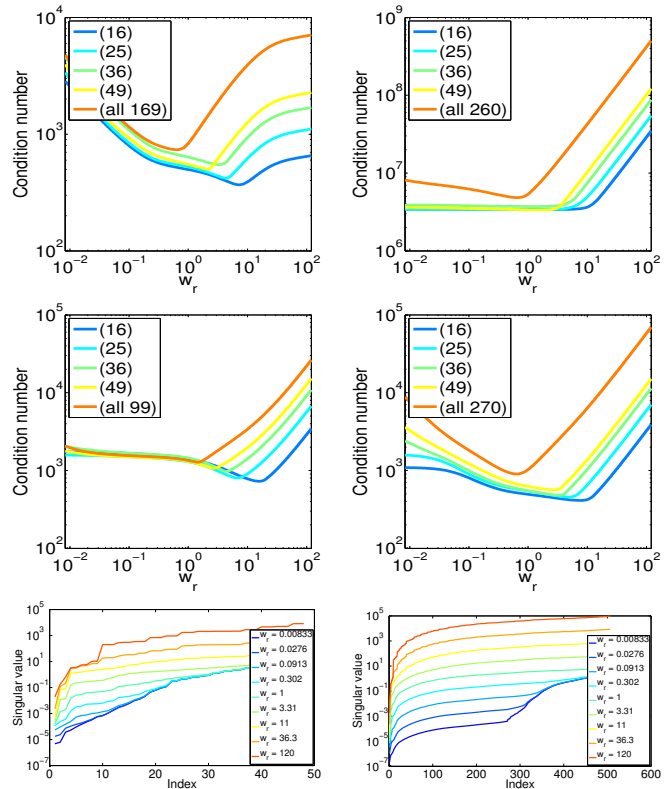 10^4
10^3
10^2
Condition number
(16)
(25)
(36)
(49)
(all 169)
10^-2 10^-1 10^0 10^1 10^2
w_r
10^9
10^8
10^7
10^6
Condition number
(16)
(25)
(36)
(49)
(all 260)
10^-2 10^-1 10^0 10^1 10^2
w_r
10^5
10^4
10^3
10^2
Condition number
(16)
(25)
(36)
(49)
(all 99)
10^-2 10^-1 10^0 10^1 10^2
w_r
10^5
10^4
10^3
10^2
Condition number
(16)
(25)
(36)
(49)
(all 270)
10^-2 10^-1 10^0 10^1 10^2
w_r
10^5
10^3
10^1
10^-1
10^-3
10^-5
10^-7
Singular value
w_r = 0.00833
w_r = 0.0276
w_r = 0.0913
w_r = 0.302
w_r = 1
w_r = 3.31
w_r = 11
w_r = 36.3
w_r = 120
0 10 20 30 40 50
Index
10^5
10^3
10^1
10^-1
10^-3
10^-5
10^-7
Singular value
w_r = 0.00833
w_r = 0.0276
w_r = 0.0913
w_r = 0.302
w_r = 1
w_r = 3.31
w_r = 11
w_r = 36.3
w_r = 120
0 100 200 300 400 500 600
Index